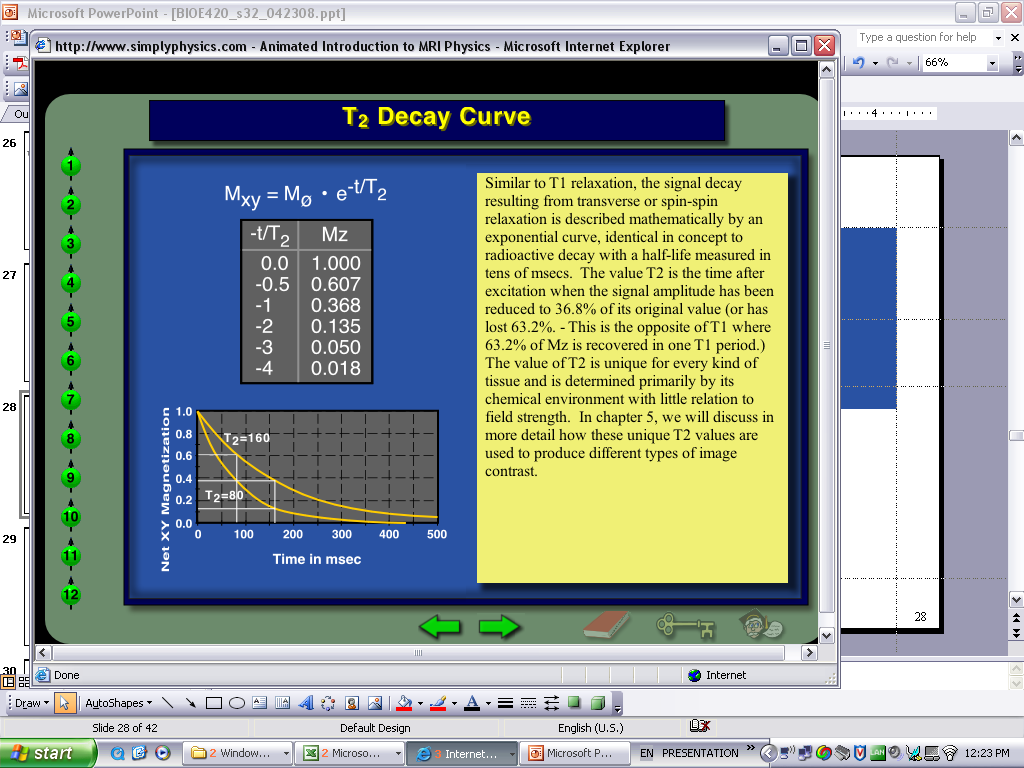 Microsoft PowerPoint - [BIOE420_s32_042308.ppt]
http://www.simplyphysics.com - Animated Introduction to MRI Physics - Microsoft Internet Explorer
Type a question for help
66%
Ou
4
T2 Decay Curve
26
27
28
29
30
1
2
3
4
5
6
7
8
9
10
11
12
Mxy = Mø · e-t/T2
-t/T2 Mz
0.0 1.000
-0.5 0.607
-1 0.368
-2 0.135
-3 0.050
-4 0.018
Net XY Magnetization
1.0
0.8
0.6
0.4
0.2
0.0
T2=160
T2=80
0 100 200 300 400 500
Time in msec
Similar to T1 relaxation, the signal decay
resulting from transverse or spin-spin
relaxation is described mathematically by an
exponential curve, identical in concept to
radioactive decay with a half-life measured in
tens of msecs. The value T2 is the time after
excitation when the signal amplitude has been
reduced to 36.8% of its original value (or has
lost 63.2%. - This is the opposite of T1 where
63.2% of Mz is recovered in one T1 period.)
The value of T2 is unique for every kind of
tissue and is determined primarily by its
chemical environment with little relation to
field strength. In chapter 5, we will discuss in
more detail how these unique T2 values are
used to produce different types of image
contrast.
28
Done
Internet
Draw
AutoShapes
Slide 28 of 42
Default Design
English (U.S.)
start
2 Window...
2 Microso...
3 Internet...
Microsoft P...
EN
PRESENTATION
12:23 PM